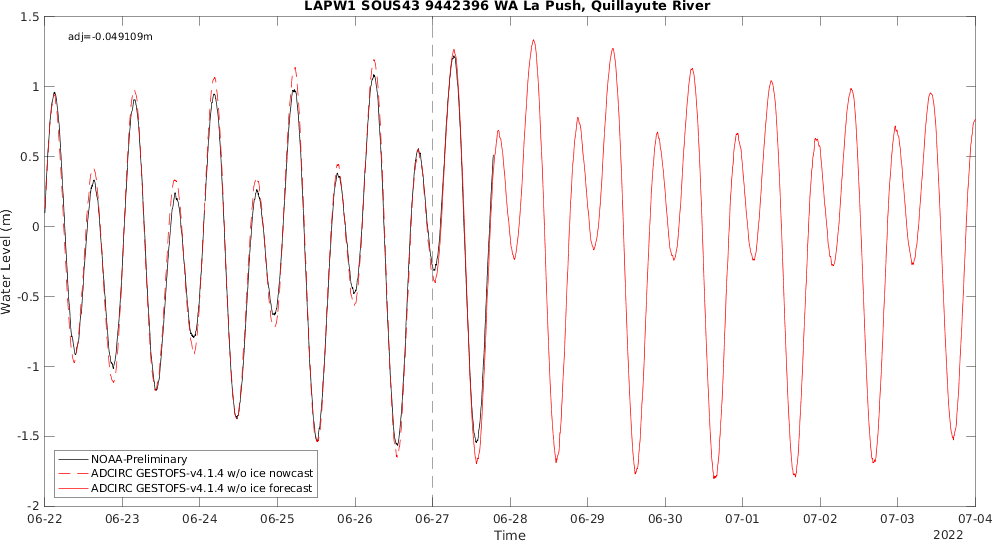 LAPW1 SOUS43 9442396 WA La Push, Quillayute River
adj=-0.049109m
1.5
1
0.5
0
-0.5
-1
-1.5
-2
Water Level (m)
NOAA-Preliminary
ADCIRC GESTOFS-v4.1.4 w/o ice nowcast
ADCIRC GESTOFS-v4.1.4 w/o ice forecast
06-22 06-23 06-24 06-25 06-26 06-27 06-28 06-29 06-30 07-01 07-02 07-03 07-04
Time
2022